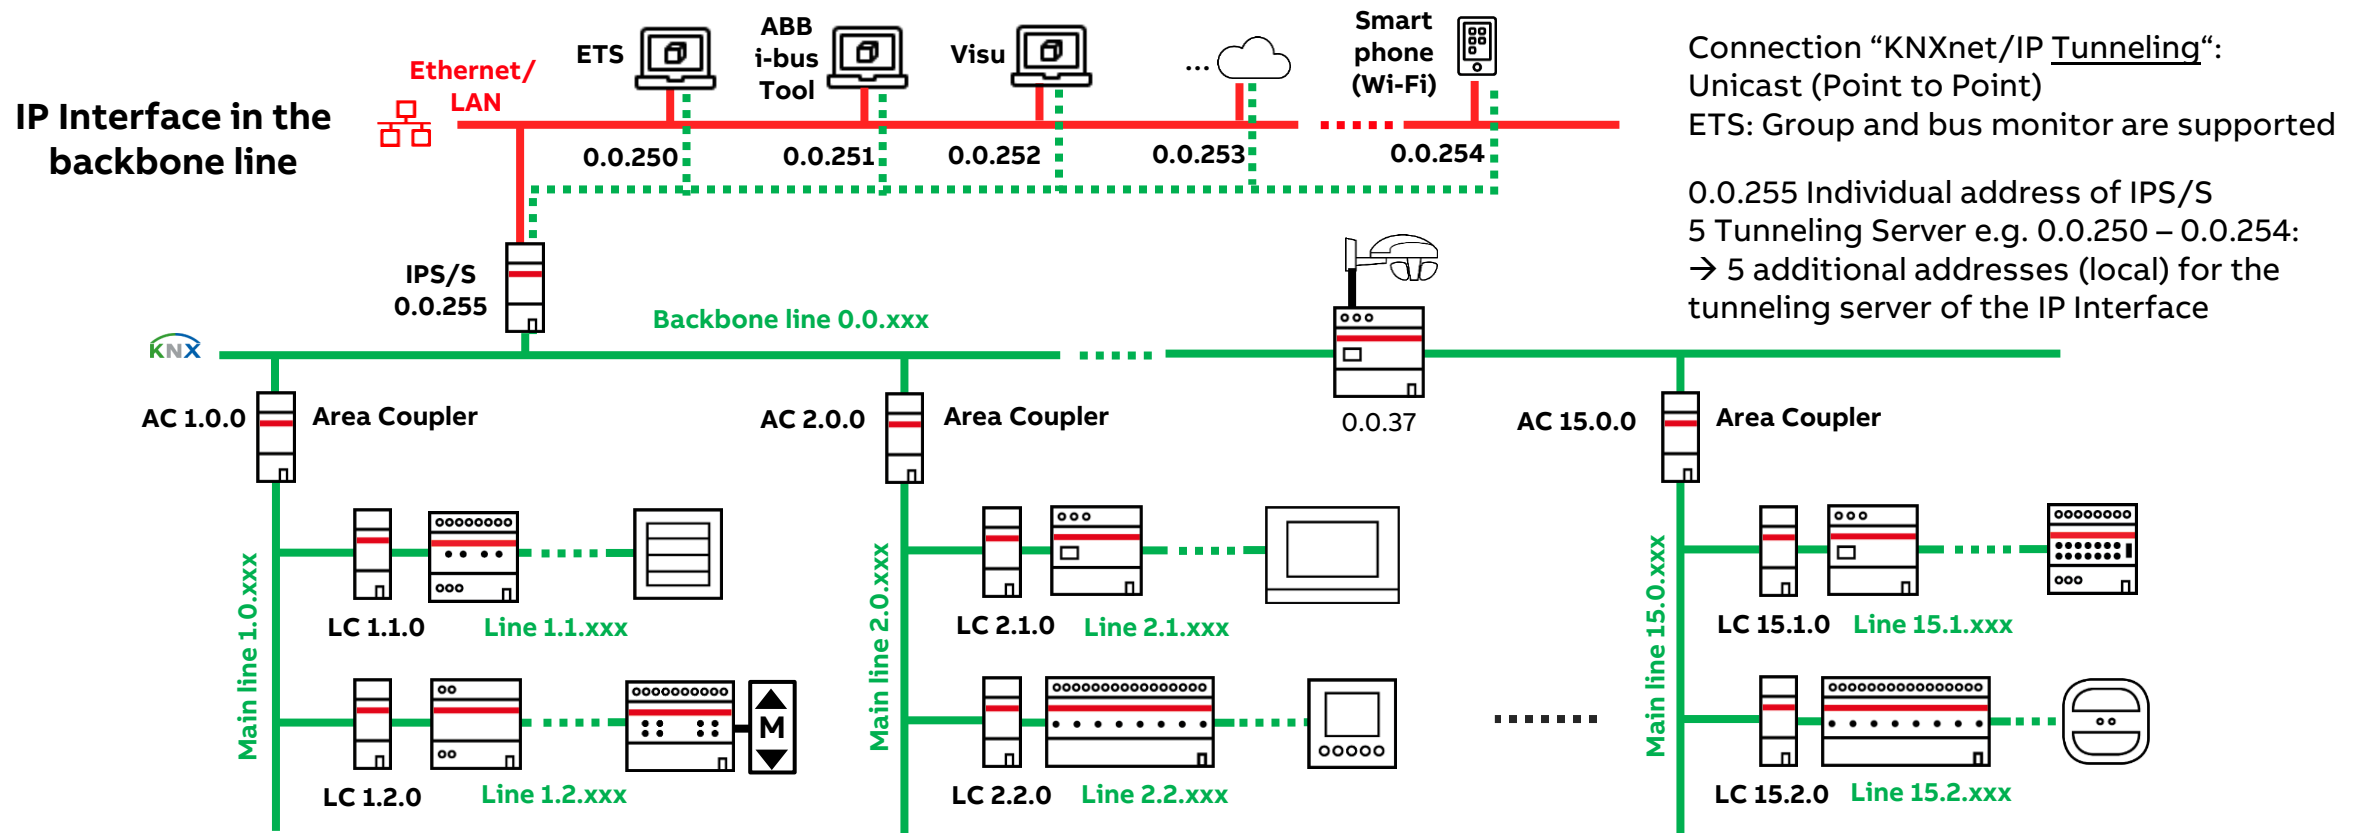 IP Interface in the
backbone line
Ethernet/
LAN
ETS
ABB
i-bus
Tool
Visu
...
Smart
phone
(Wi-Fi)
0.0.250
0.0.251
0.0.252
0.0.253
0.0.254
Connection “KNXnet/IP Tunneling“:
Unicast (Point to Point)
ETS: Group and bus monitor are supported
0.0.255 Individual address of IPS/S
5 Tunneling Server e.g. 0.0.250 – 0.0.254:
→ 5 additional addresses (local) for the
tunneling server of the IP Interface
IPS/S
0.0.255
Backbone line 0.0.xxx
KNX
AC 1.0.0
Area Coupler
AC 2.0.0
Area Coupler
0.0.37
AC 15.0.0
Area Coupler
Main line 1.0.xxx
LC 1.1.0
Line 1.1.xxx
M
LC 1.2.0
Line 1.2.xxx
Main line 2.0.xxx
LC 2.1.0
Line 2.1.xxx
LC 2.2.0
Line 2.2.xxx
Main line 15.0.xxx
LC 15.1.0
Line 15.1.xxx
LC 15.2.0
Line 15.2.xxx